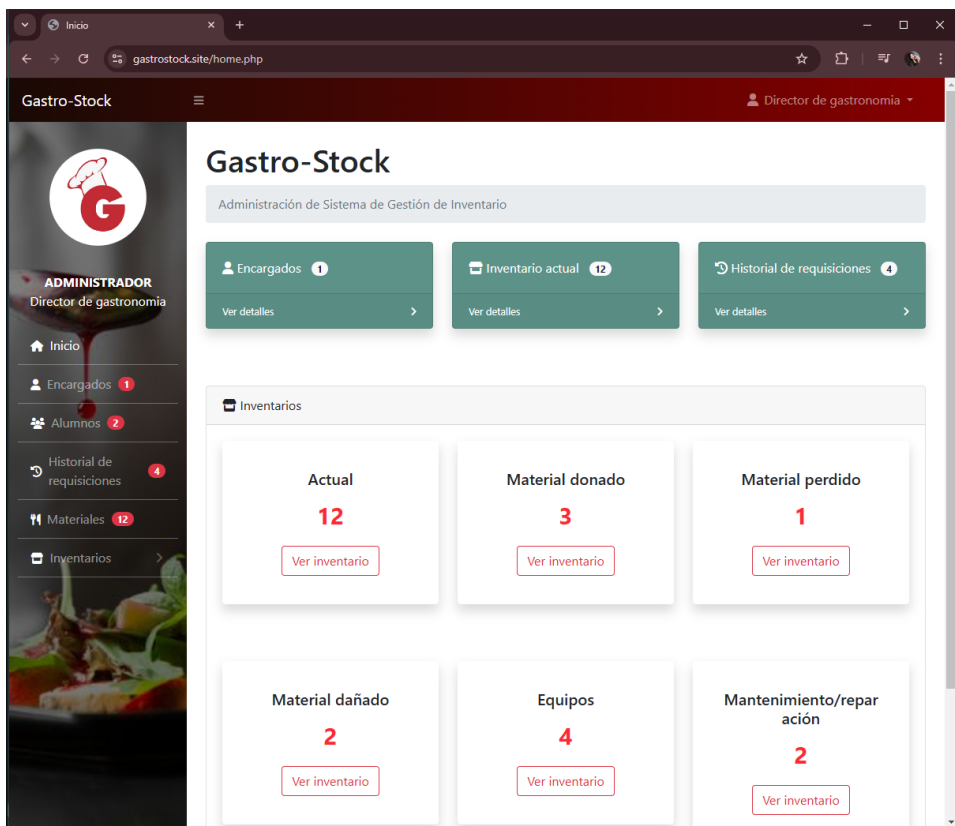 Inicio
gastrostock.site/home.php
Gastro-Stock
Director de gastronomia
G
ADMINISTRADOR
Director de gastronomia
Inicio
Encargados 1
Alumnos 2
Historial de
requisiciones 4
Materiales 12
Inventarios
Gastro-Stock
Administración de Sistema de Gestión de Inventario
Encargados 1
Ver detalles
Inventario actual 12
Ver detalles
Historial de requisiciones 4
Ver detalles
Inventarios
Actual
12
Ver inventario
Material donado
3
Ver inventario
Material perdido
1
Ver inventario
Material dañado
2
Ver inventario
Equipos
4
Ver inventario
Mantenimiento/repar
ación
2
Ver inventario